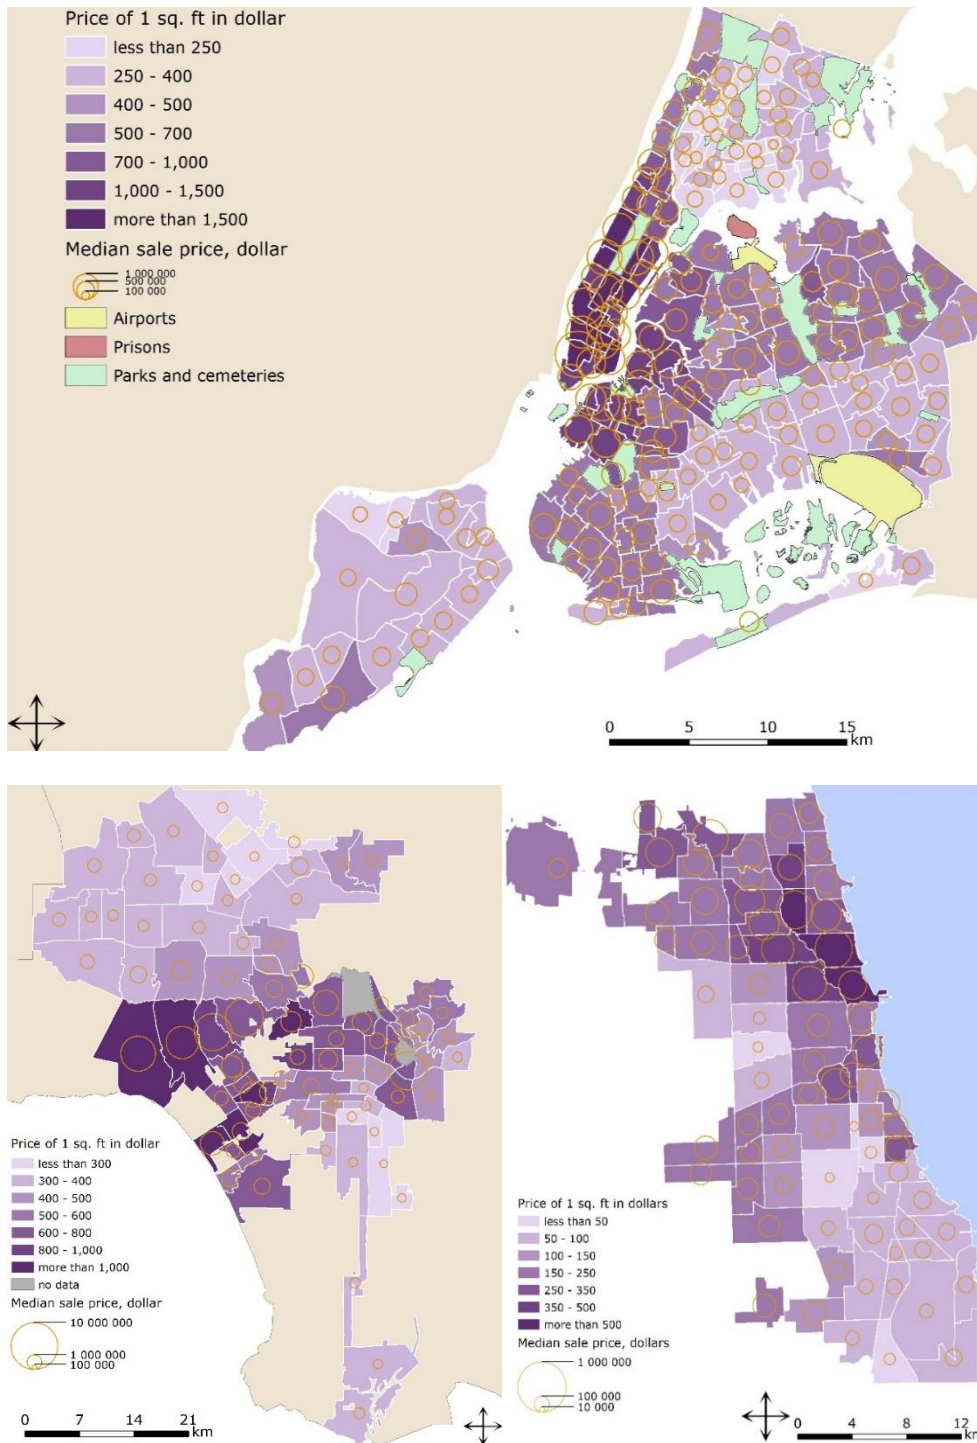 Price of 1 sq. ft in dollar
less than 250
250 - 400
400 - 500
500 - 700
700 - 1,000
1,000 - 1,500
more than 1,500
Median sale price, dollar
1 000 000
500 000
100 000
Airports
Prisons
Parks and cemeteries
0 5 10 15
km
Price of 1 sq. ft in dollar
less than 300
300 - 400
400 - 500
500 - 600
600 - 800
800 - 1,000
more than 1,000
no data
Median sale price, dollar
10 000 000
1 000 000
100 000
0 7 14 21
km
Price of 1 sq. ft in dollars
less than 50
50 - 100
100 - 150
150 - 250
250 - 350
350 - 500
more than 500
Median sale price, dollars
1 000 000
100 000
10 000
0 4 8 12